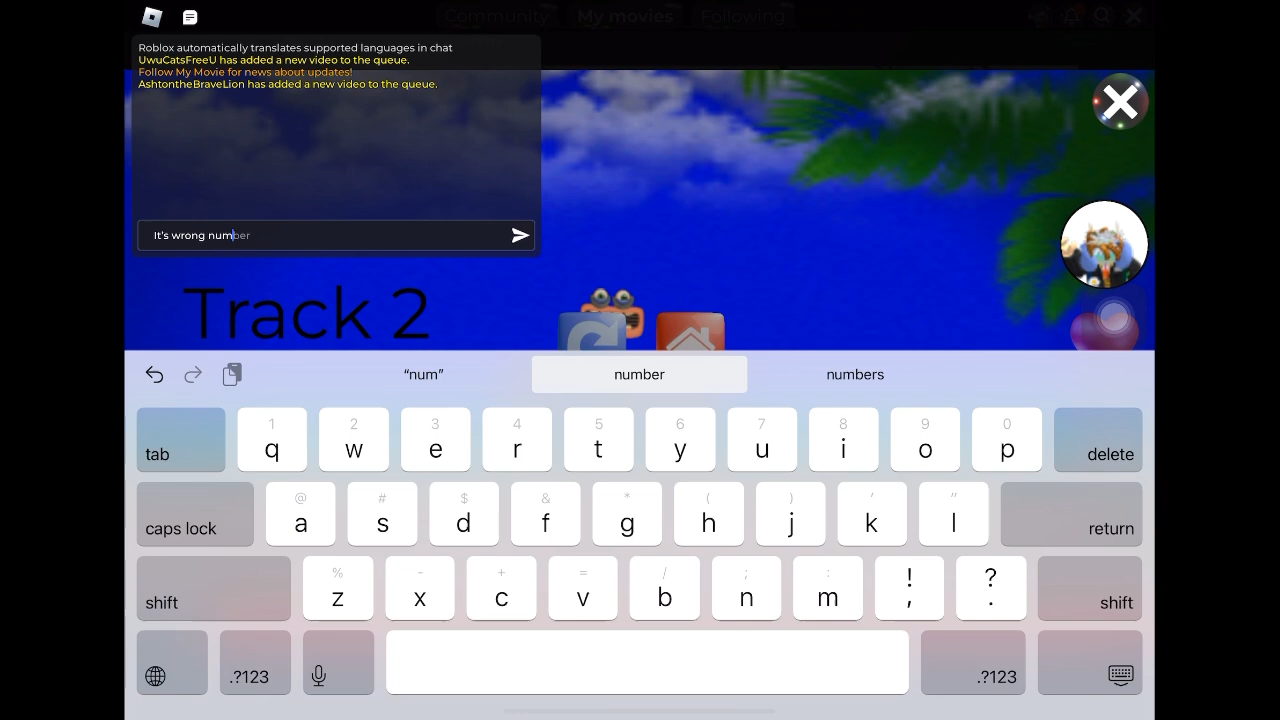 Community My movies Following
Roblox automatically translates supported languages in chat
UwuCatsFreeU has added a new video to the queue.
Follow My Movie for news about updates!
AshtontheBraveLion has added a new video to the queue.
It's wrong number
Track 2
“num” number numbers
1 2 3 4 5 6 7 8 9 0
tab q w e r t y u i o p delete
@ # $ & * ( ) ' "
caps lock a s d f g h j k l return
% - + = / ; : ! ?
shift z x c v b n m , . shift
.?123 .?123